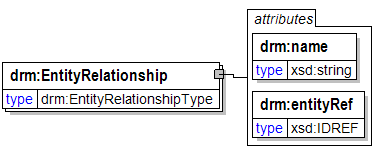 attributes
drm:name
type xsd:string
drm:EntityRelationship
type drm:EntityRelationshipType
drm:entityRef
type xsd:IDREF